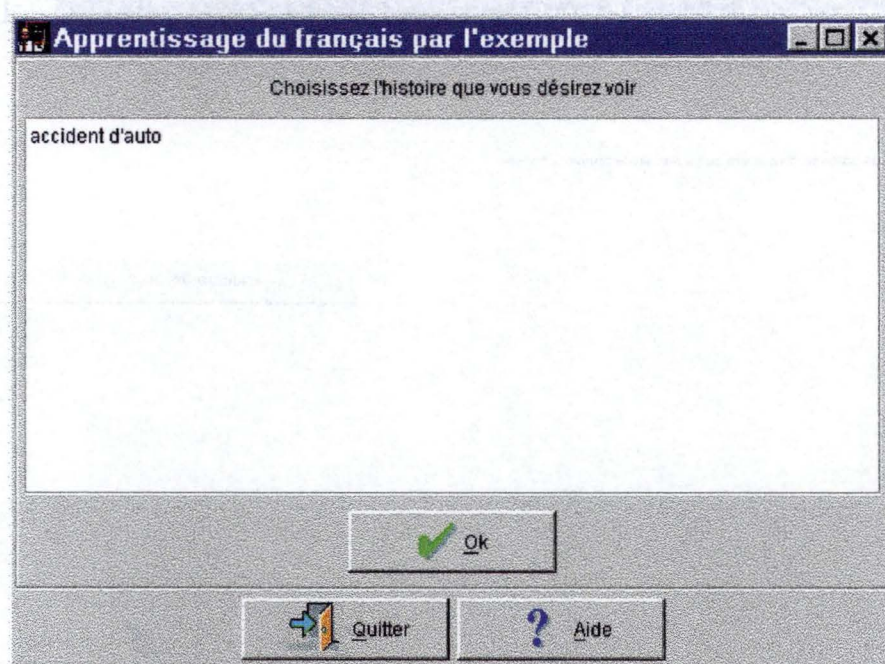 Apprentissage du français par l'exemple
Choisissez l'histoire que vous désirez voir
accident d'auto
Ok
Quitter
Aide